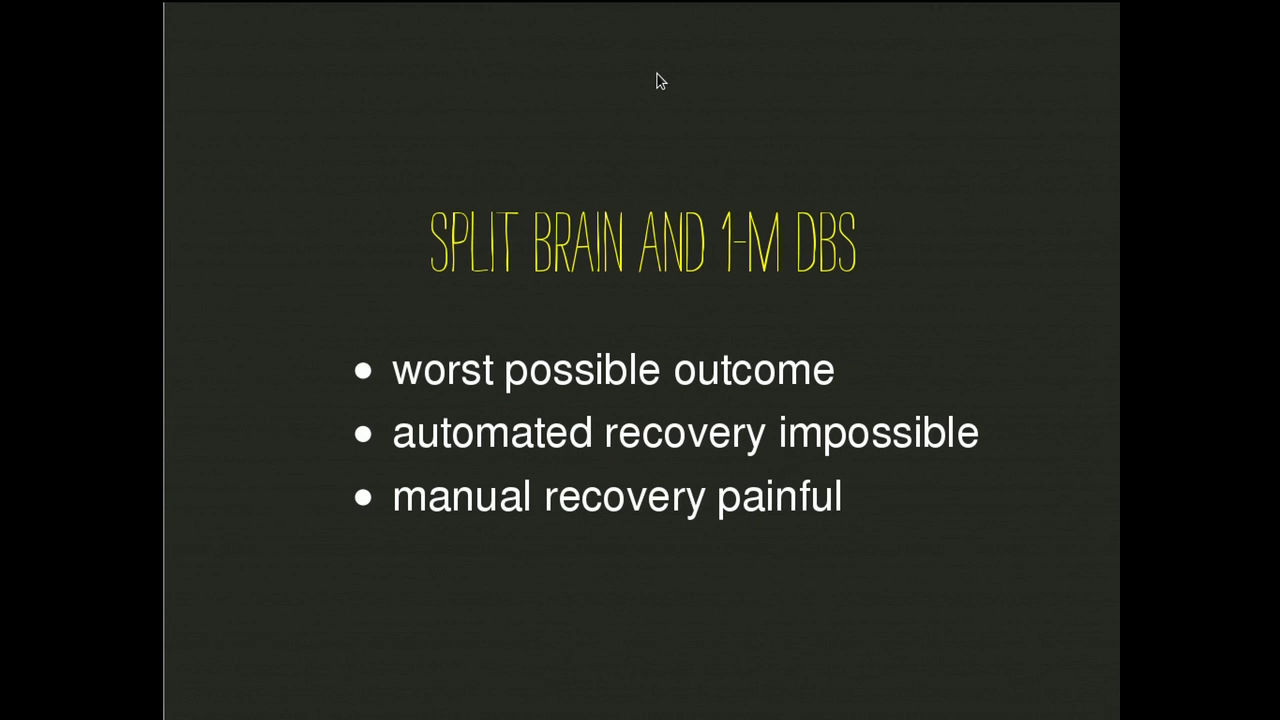 SPLIT BRAIN AND 1-M DBS
• worst possible outcome
• automated recovery impossible
• manual recovery painful